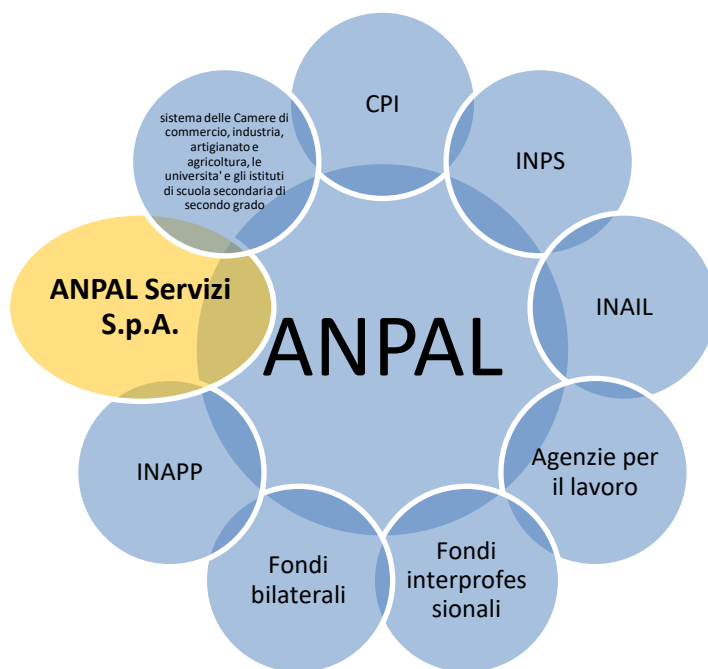 CPI
INPS
INAIL
Agenzie per
il lavoro
Fondi
interprofes
sionali
Fondi
bilaterali
INAPP
ANPAL Servizi
S.p.A.
sistema delle Camere di
commercio, industria,
artigianato e
agricoltura, le
universita' e gli istituti
di scuola secondaria di
secondo grado
ANPAL